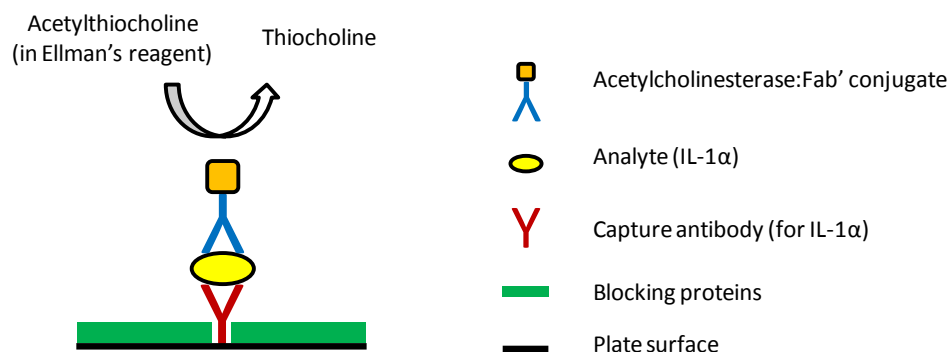 Acetylthiocholine
(in Ellman's reagent)
Thiocholine
Acetylcholinesterase:Fab' conjugate
Analyte (IL-1α)
Capture antibody (for IL-1α)
Blocking proteins
Plate surface